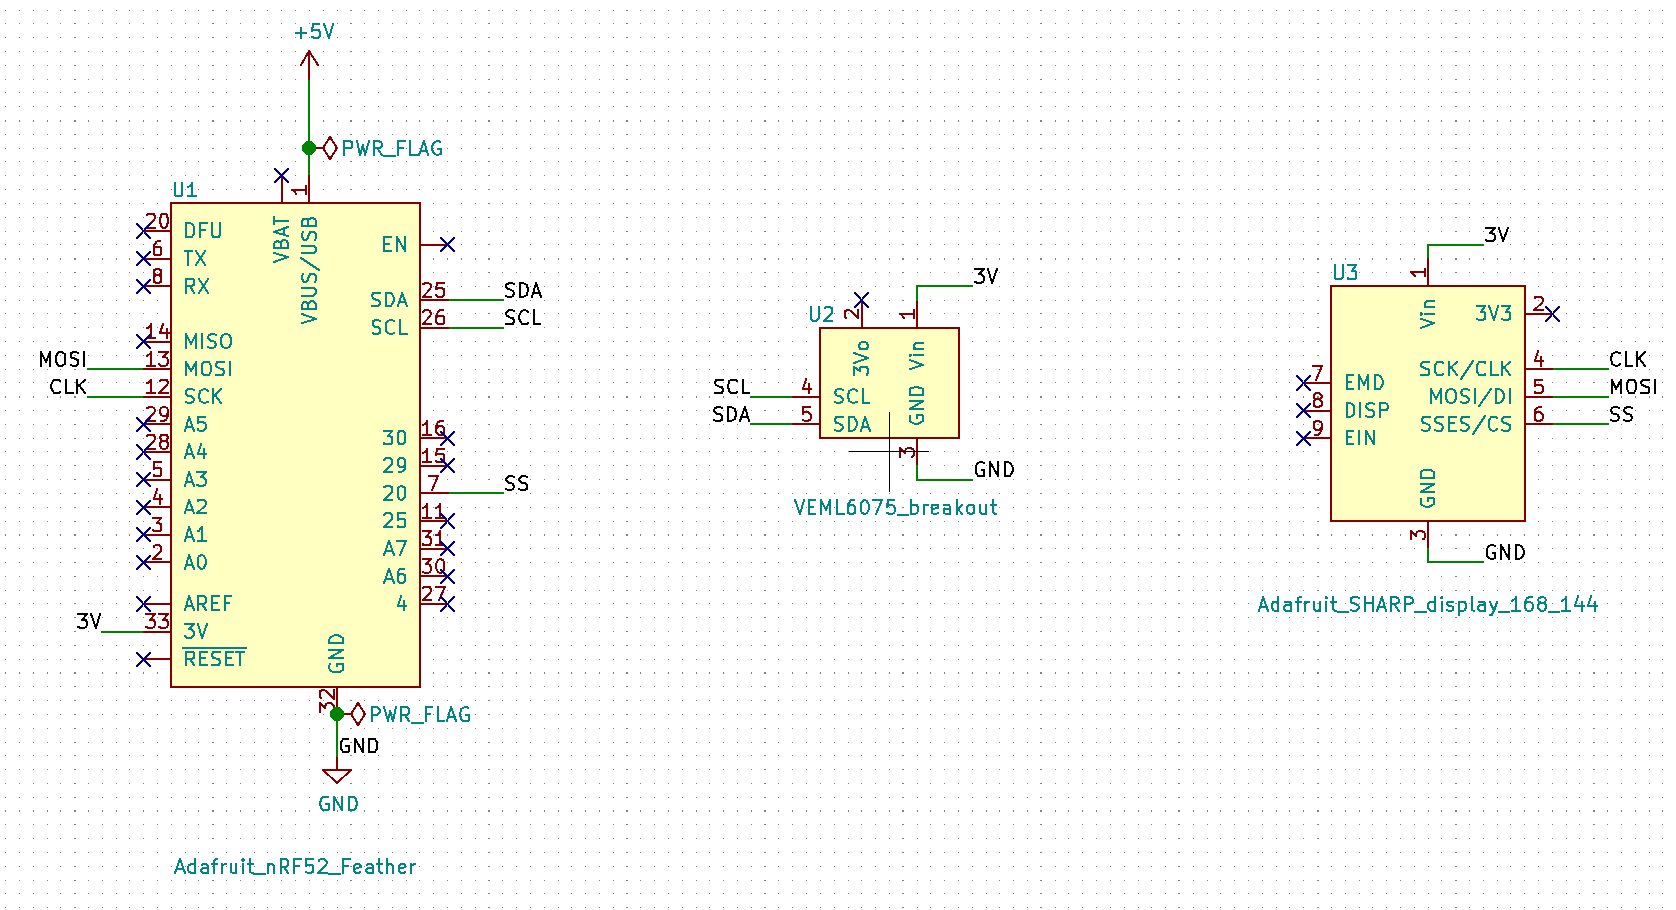 +5V
PWR_FLAG
U1
1
VBAT
VBUS/USB
20 DFU
6 TX
8 RX
14 MISO
MOSI 13 MOSI
CLK 12 SCK
29 A5
28 A4
5 A3
4 A2
3 A1
2 A0
AREF
3V 33 3V
RESET
EN
SDA 25 SDA
SCL 26 SCL
30 16
29 15
20 7 SS
25 11
A7 31
A6 30
4 27
GND
32
PWR_FLAG
GND
GND
Adafruit_nRF52_Feather
3V
U2
2
1
3Vo
Vin
SCL 4 SCL
SDA 5 SDA
GND
3
GND
VEML6075_breakout
3V
U3
1
Vin
3V3 2
SCK/CLK 4 CLK
MOSI/DI 5 MOSI
SSES/CS 6 SS
7 EMD
8 DISP
9 EIN
GND
3
GND
Adafruit_SHARP_display_168_144